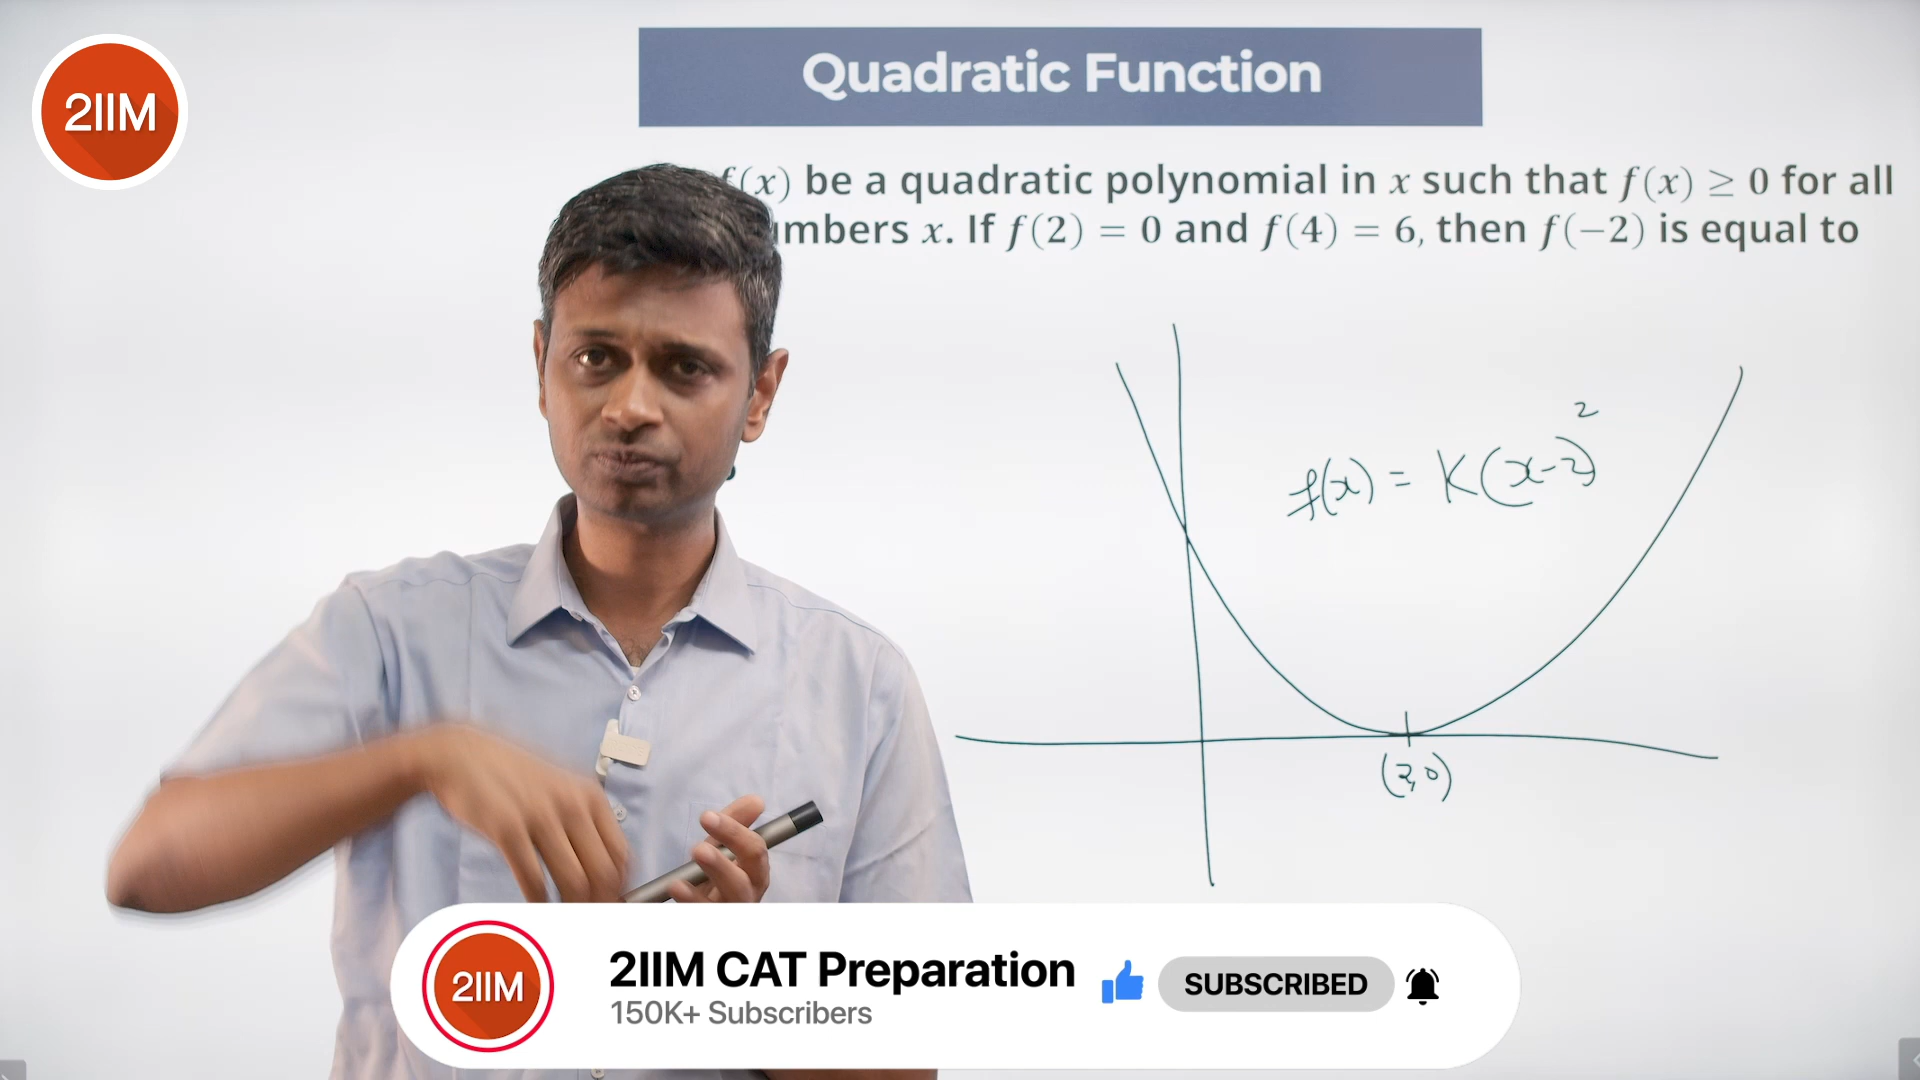 2IIM
Quadratic Function
f(x) be a quadratic polynomial in x such that f(x) ≥ 0 for all
mbers x. If f(2) = 0 and f(4) = 6, then f(−2) is equal to
f(x) = K(x-2)²
(2,0)
2IIM
2IIM CAT Preparation
150K+ Subscribers
SUBSCRIBED